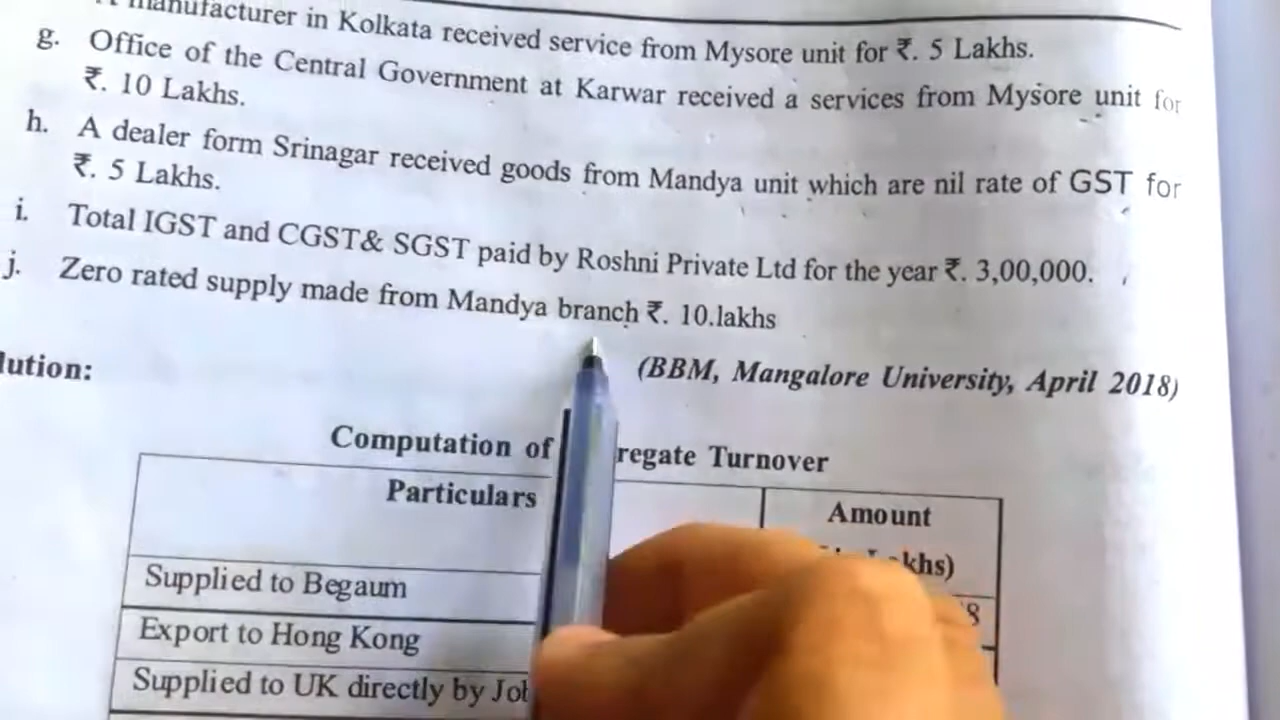 manufacturer in Kolkata received service from Mysore unit for ₹. 5 Lakhs.
g. Office of the Central Government at Karwar received a services from Mysore unit for
₹. 10 Lakhs.
h. A dealer form Srinagar received goods from Mandya unit which are nil rate of GST for
₹. 5 Lakhs.
i. Total IGST and CGST& SGST paid by Roshni Private Ltd for the year ₹. 3,00,000.
j. Zero rated supply made from Mandya branch ₹. 10.lakhs
lution:
(BBM, Mangalore University, April 2018)
Computation of regate Turnover
Particulars
Amount
khs)
Supplied to Begaum
8
Export to Hong Kong
Supplied to UK directly by Job